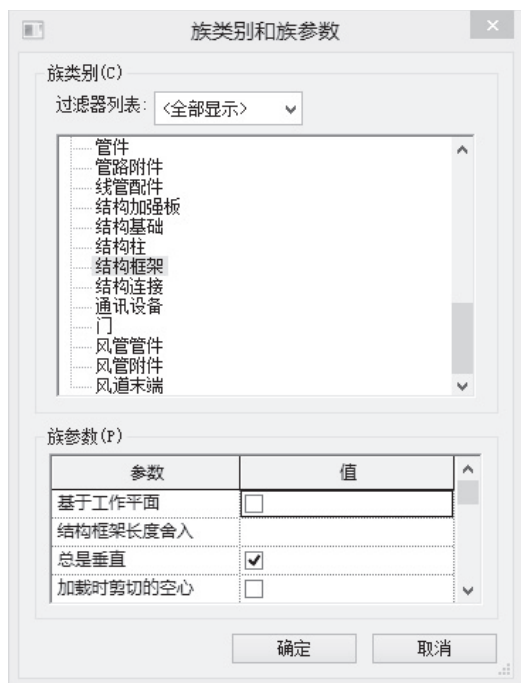 族类别和族参数
族类别(C)
过滤器列表: <全部显示>
管件
管路附件
线管配件
结构加强板
结构基础
结构柱
结构框架
结构连接
通讯设备
门
风管管件
风管附件
风道末端
族参数(P)
参数 值
基于工作平面
结构框架长度舍入
总是垂直
加载时剪切的空心
确定 取消